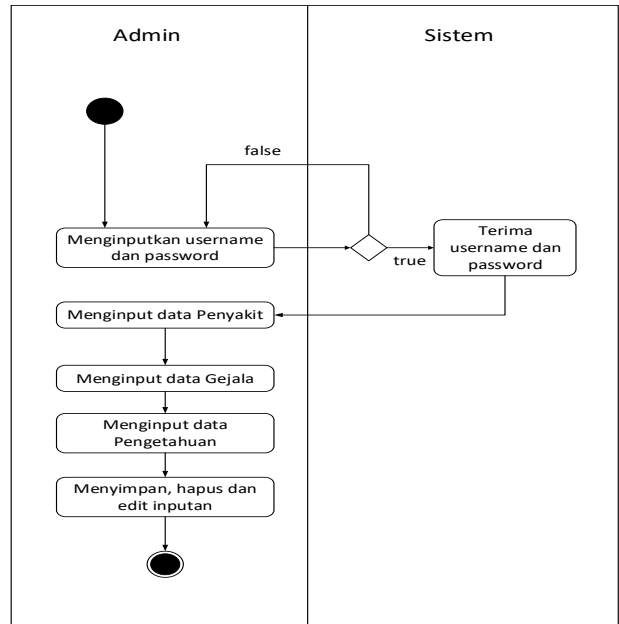 Admin
Sistem
false
Menginputkan username
dan password
true
Terima
username dan
password
Menginput data Penyakit
Menginput data Gejala
Menginput data
Pengetahuan
Menyimpan, hapus dan
edit inputan